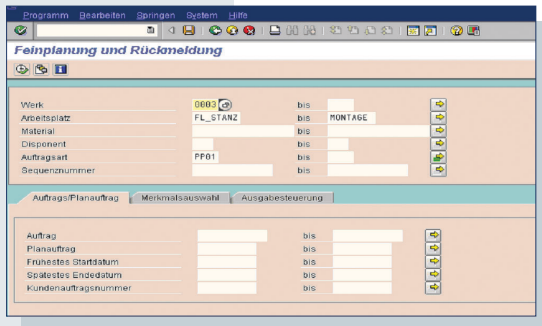 Programm Bearbeiten Springen System Hilfe
Feinplanung und Rückmeldung
Werk 0003 bis
Arbeitsplatz FL_STANZ bis MONTAGE
Material bis
Disponent bis
Auftragsart PP01 bis
Sequenznummer bis
Auftrags/Planauftrag Merkmalsauswahl Ausgabesteuerung
Auftrag bis
Planauftrag bis
Frühestes Startdatum bis
Spätestes Endedatum bis
Kundenauftragsnummer bis